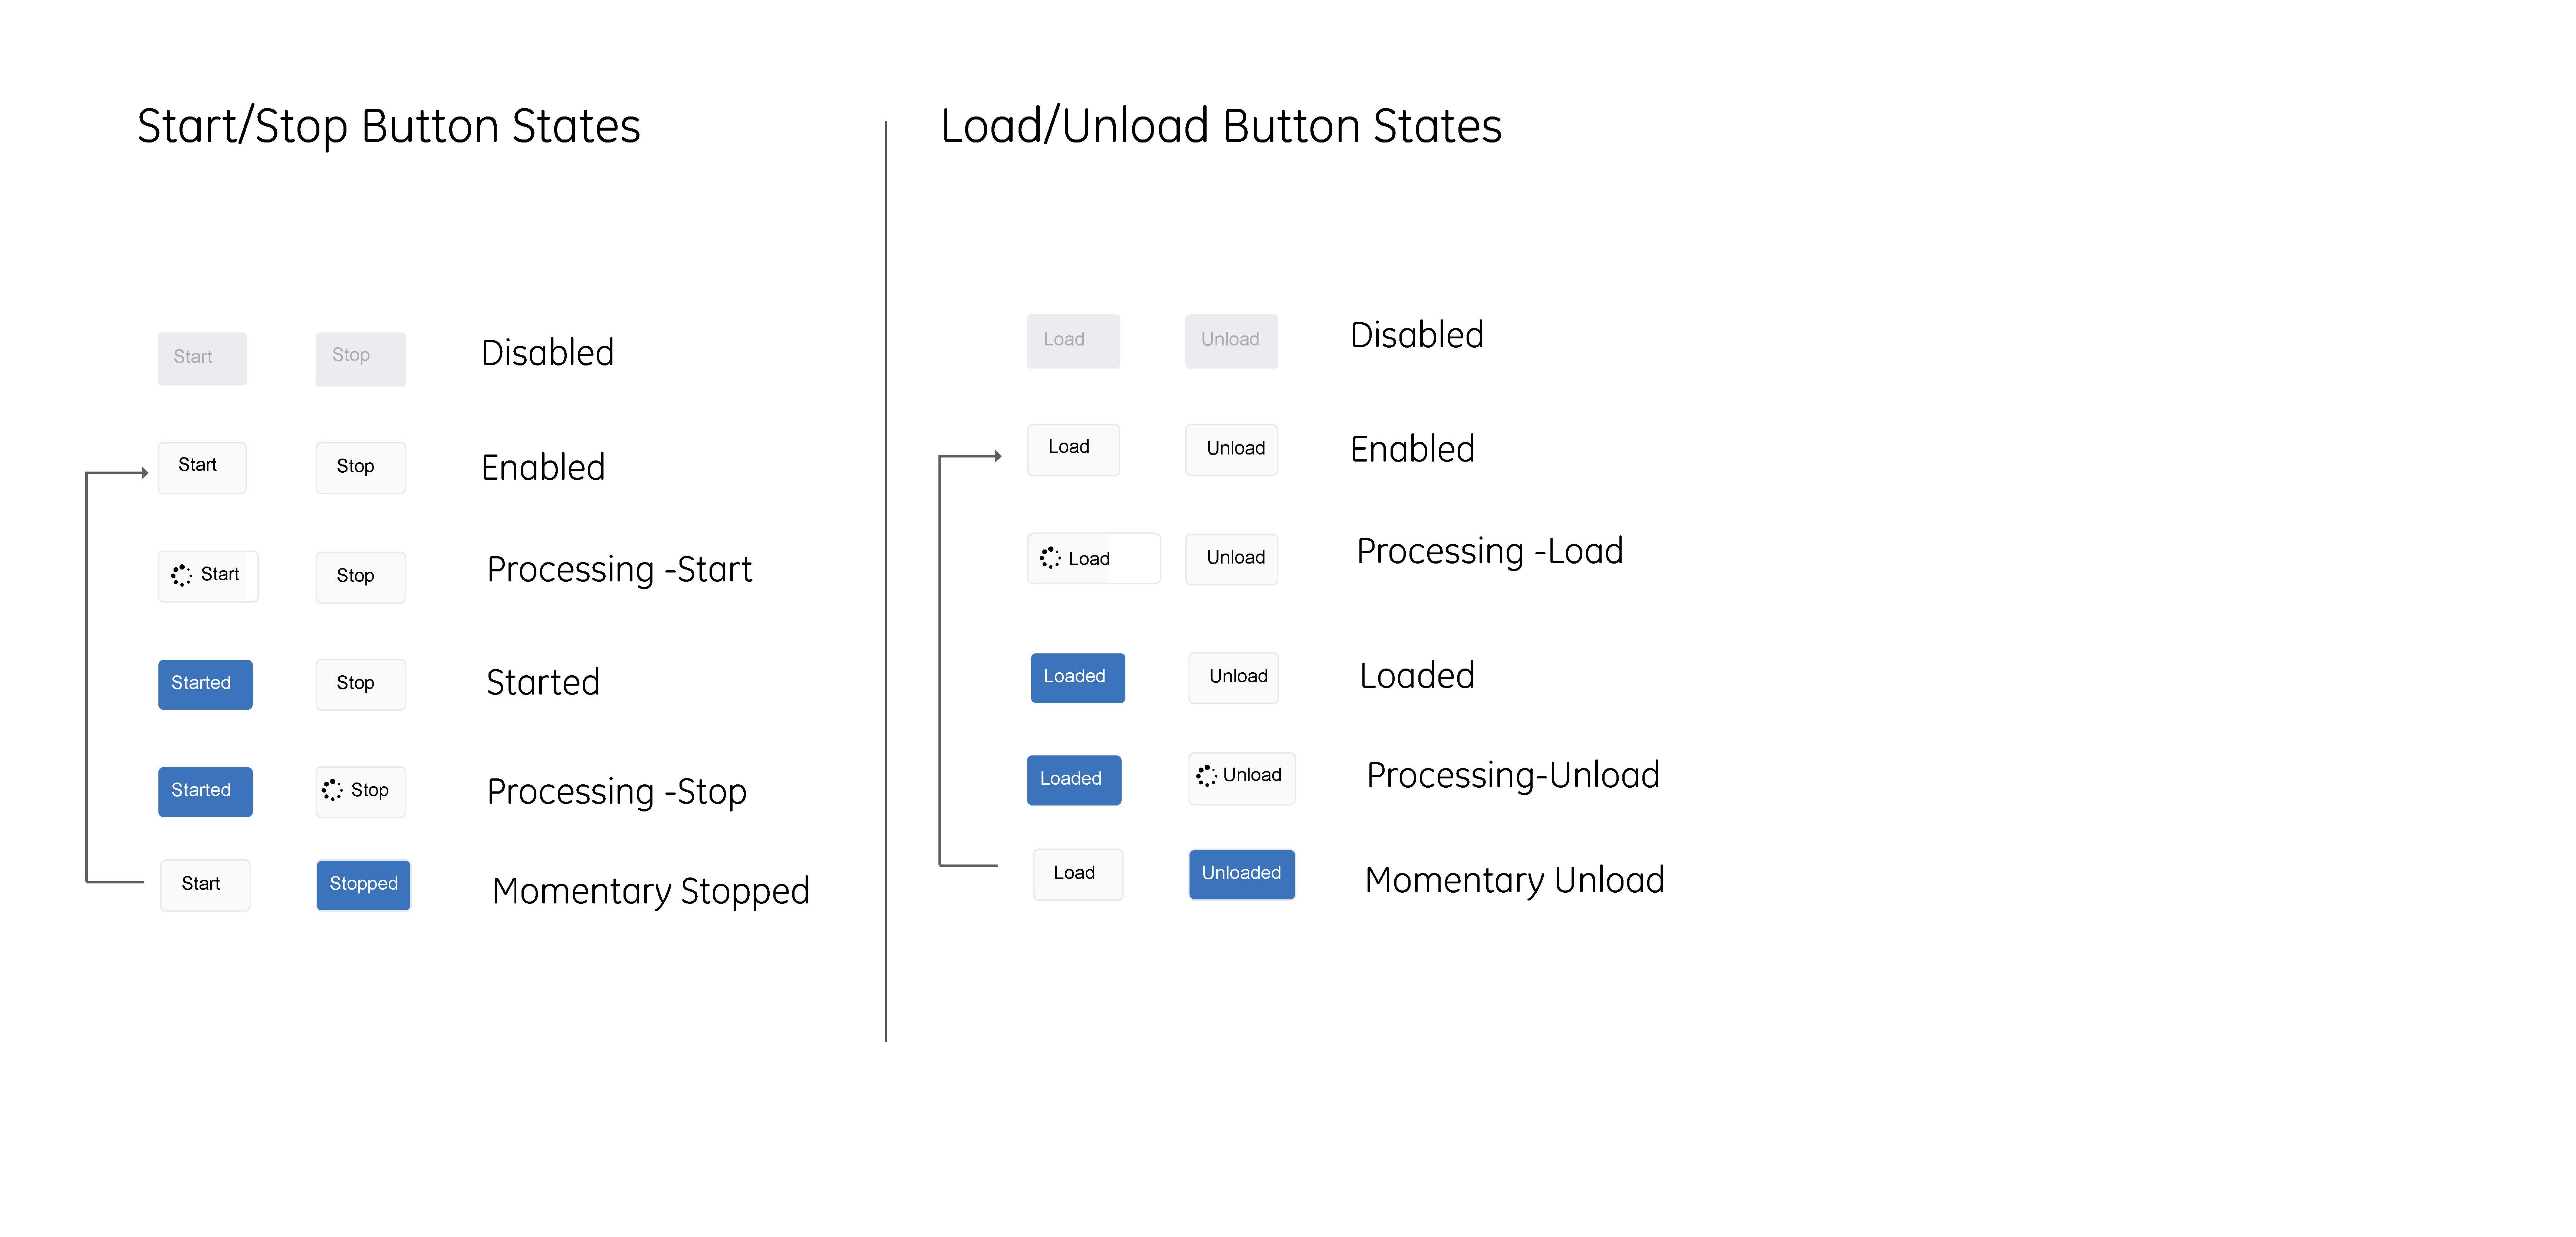 Start/Stop Button States
Start Stop Disabled
Start Stop Enabled
Start Stop Processing -Start
Started Stop Started
Started Stop Processing -Stop
Start Stopped Momentary Stopped
Load/Unload Button States
Load Unload Disabled
Load Unload Enabled
Load Unload Processing -Load
Loaded Unload Loaded
Loaded Unload Processing-Unload
Load Unloaded Momentary Unload